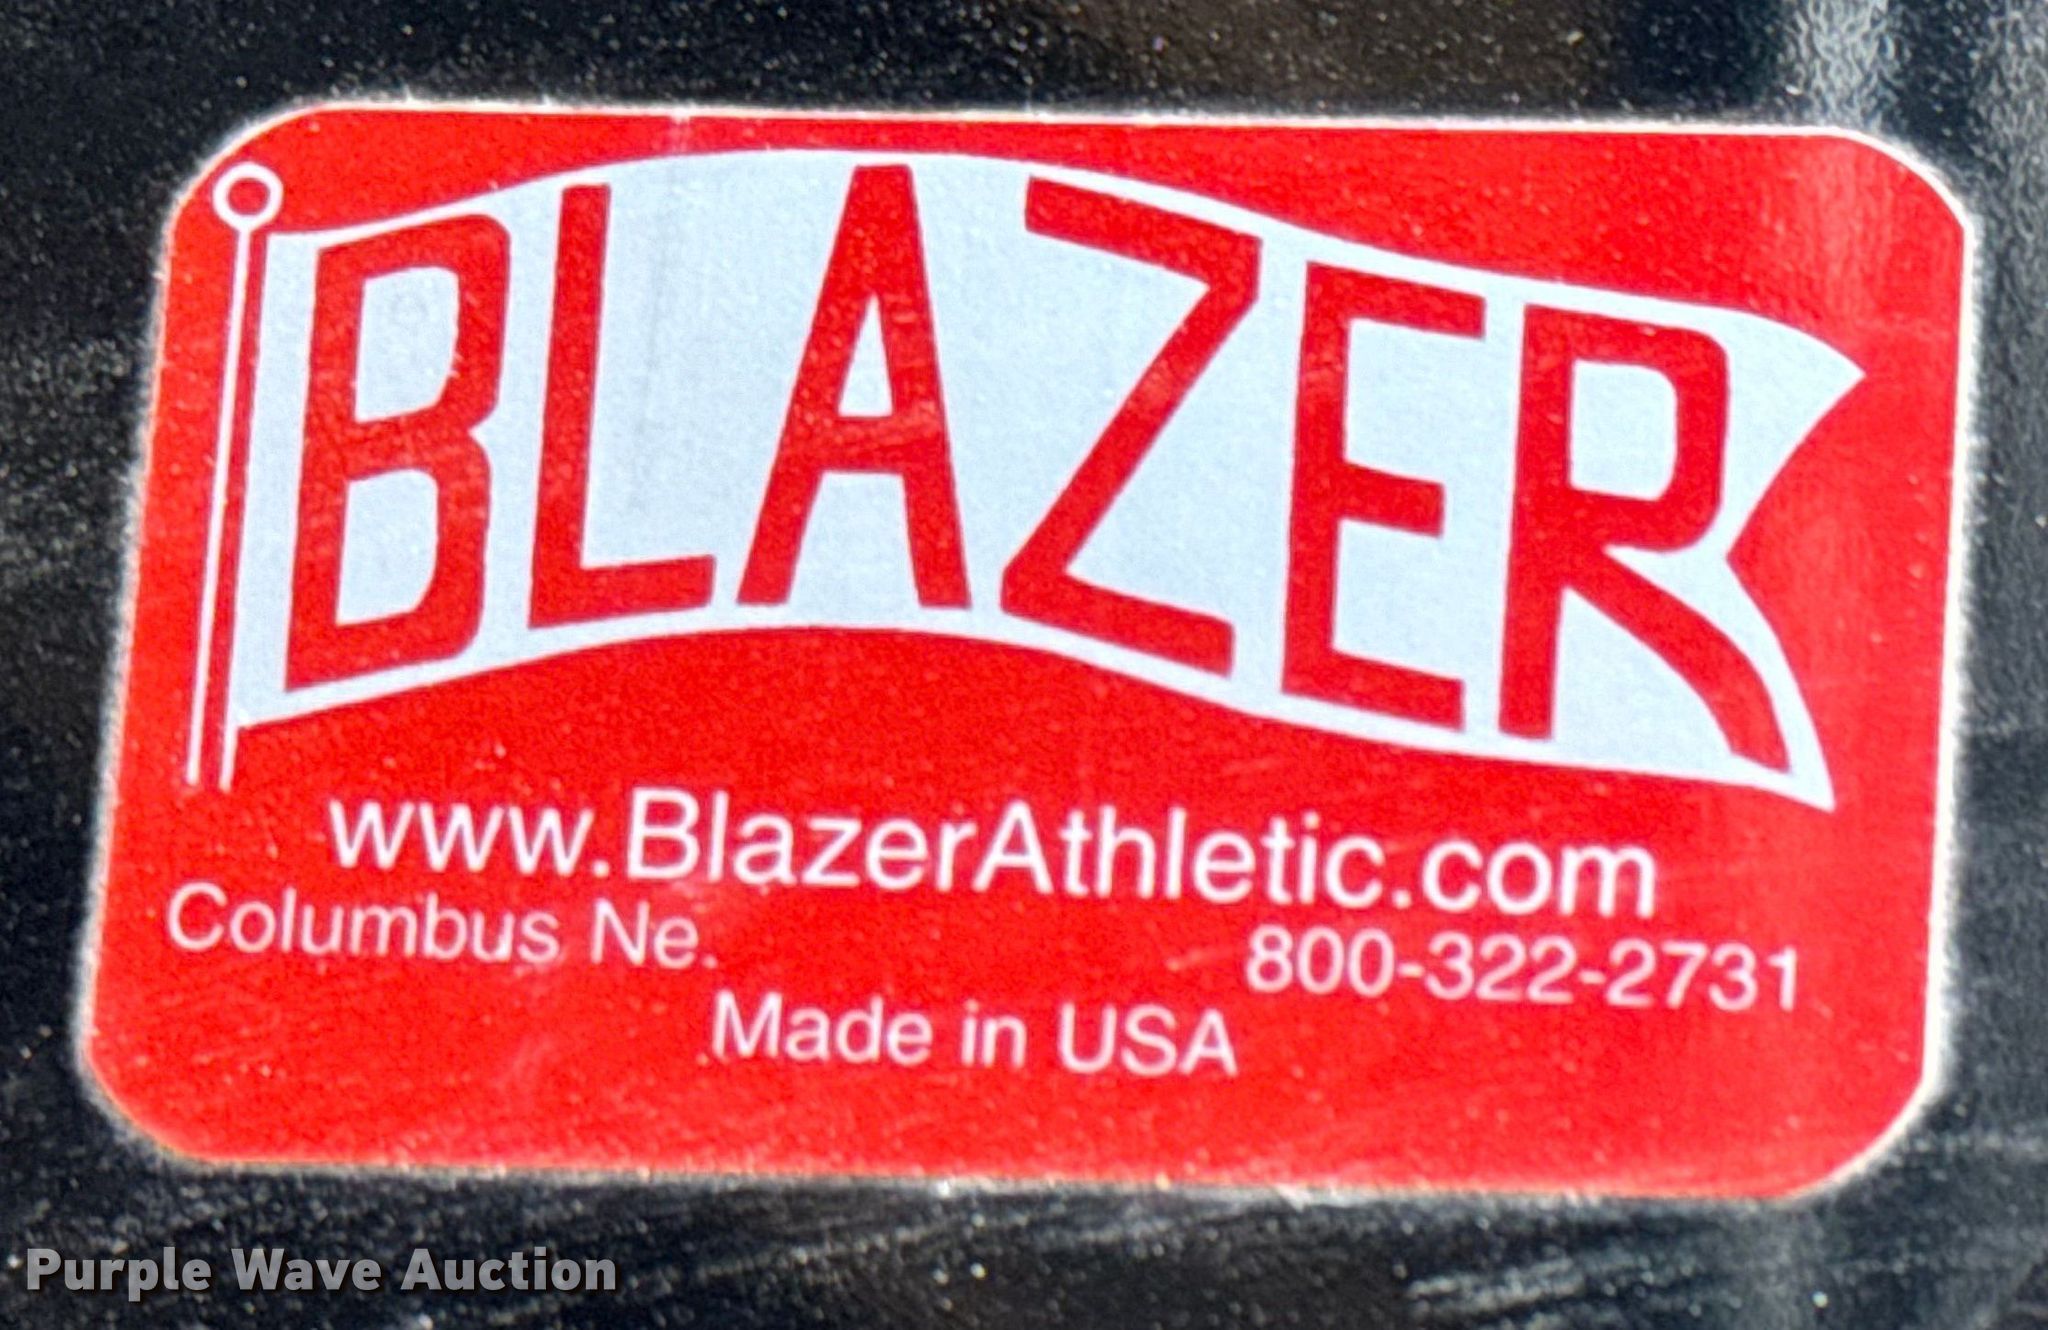 BLAZER
www.BlazerAthletic.com
Columbus Ne.
800-322-2731
Made in USA
Purple Wave Auction